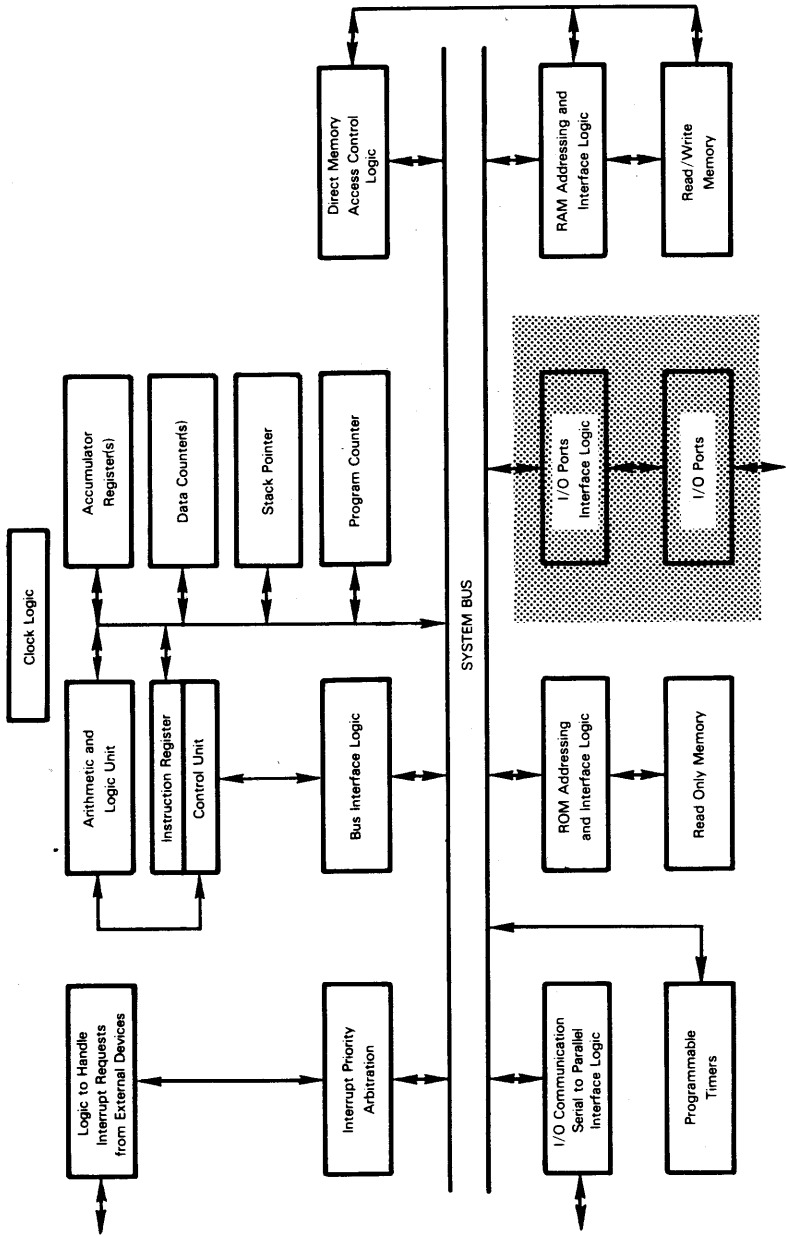 Clock Logic
Logic to Handle
Interrupt Requests
from External Devices
Arithmetic and
Logic Unit
Accumulator
Register(s)
Instruction Register
Control Unit
Data Counter(s)
Stack Pointer
Interrupt Priority
Arbitration
Bus Interface Logic
Program Counter
Direct Memory
Access Control
Logic
SYSTEM BUS
I/O Communication
Serial to Parallel
Interface Logic
ROM Addressing
and Interface Logic
I/O Ports
Interface Logic
RAM Addressing and
Interface Logic
Programmable
Timers
Read Only Memory
I/O Ports
Read/Write
Memory